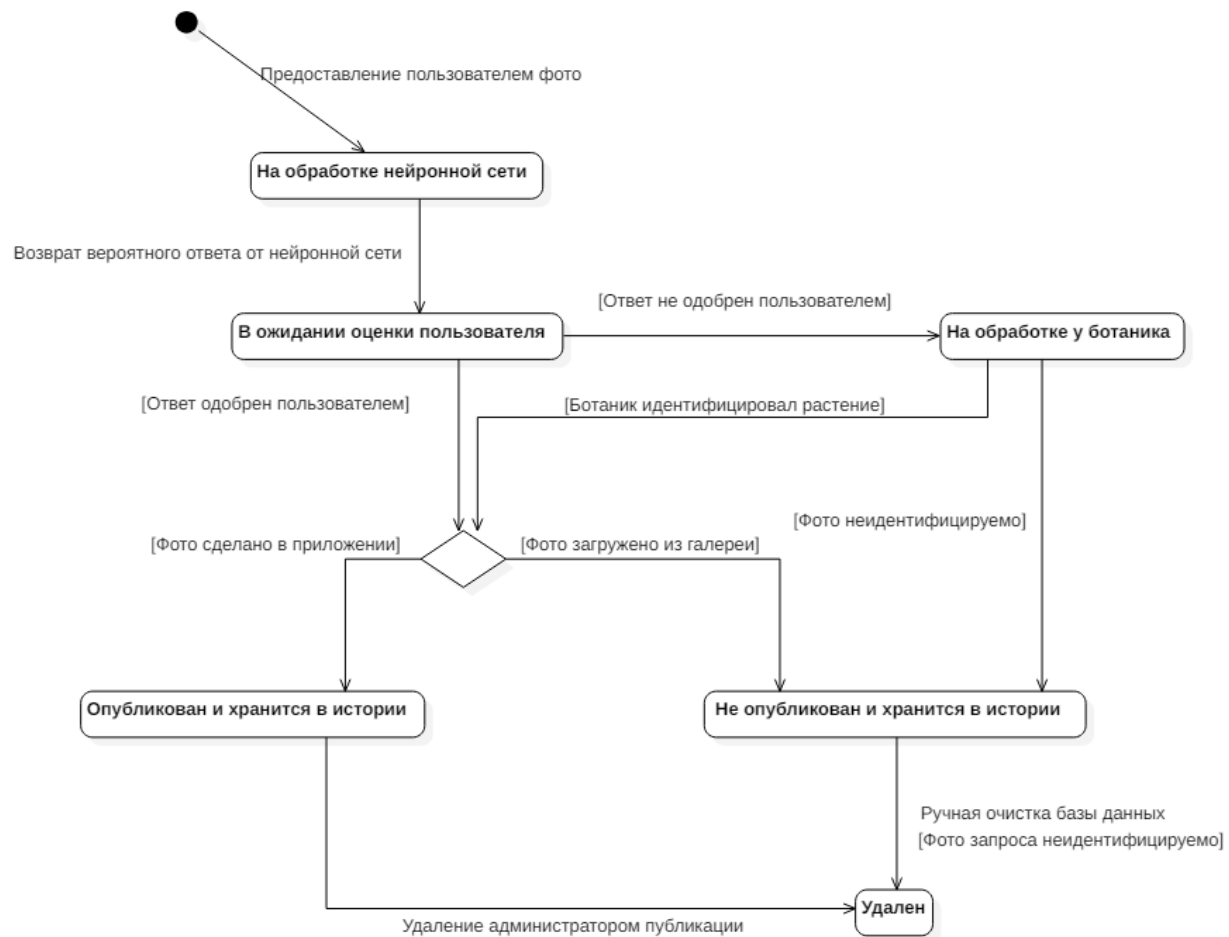 Предоставление пользователем фото
На обработке нейронной сети
Возврат вероятного ответа от нейронной сети
[Ответ не одобрен пользователем]
В ожидании оценки пользователя
На обработке у ботаника
[Ответ одобрен пользователем]
[Ботаник идентифицировал растение]
[Фото неидентифицируемо]
[Фото сделано в приложении]
[Фото загружено из галереи]
Опубликован и хранится в истории
Не опубликован и хранится в истории
Ручная очистка базы данных
[Фото запроса неидентифицируемо]
Удален
Удаление администратором публикации